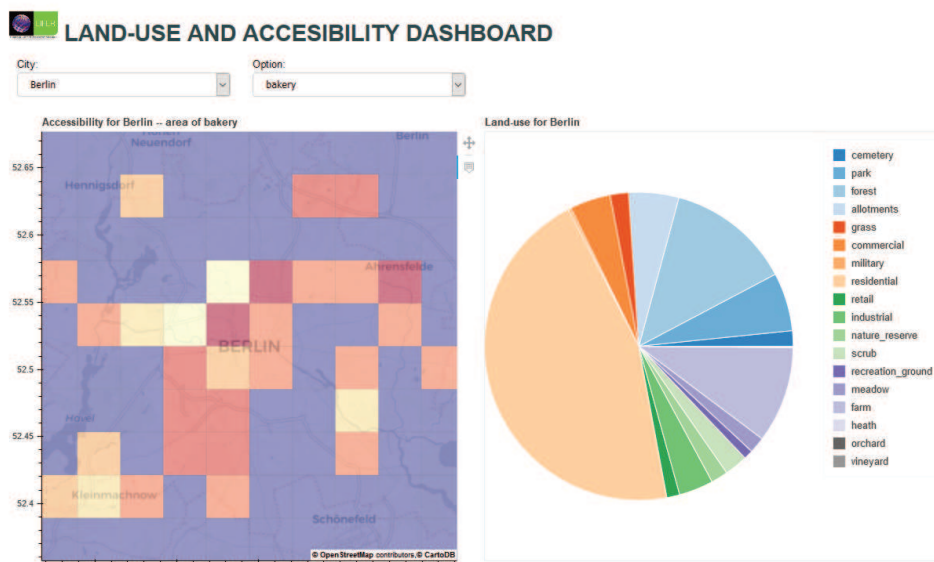 LAND-USE AND ACCESIBILITY DASHBOARD
City:
Option:
Berlin
bakery
Accessibility for Berlin -- area of bakery
Land-use for Berlin
Neuendorf
Berlin
52.65
Hennigsdorf
52.6
Ahrensfelde
52.55
BERLIN
52.5
Havel
52.45
Kleinmachnow
52.4
Schönefeld
© OpenStreetMap contributors,© CartoDB
cemetery
park
forest
allotments
grass
commercial
military
residential
retail
industrial
nature_reserve
scrub
recreation_ground
meadow
farm
heath
orchard
vineyard